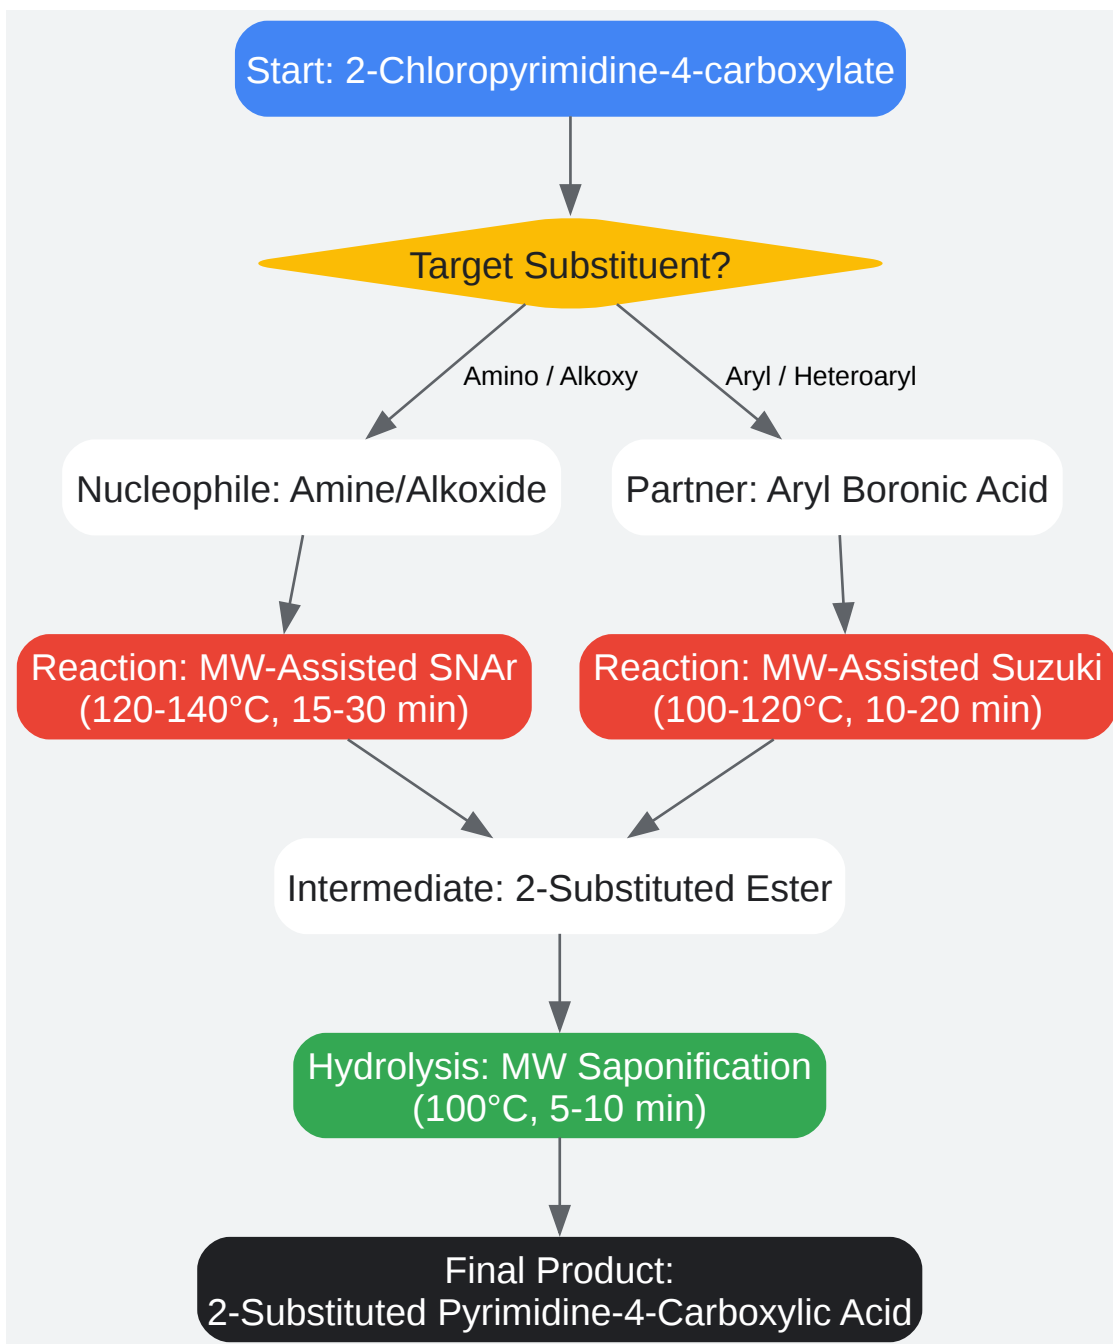 Start: 2-Chloropyrimidine-4-carboxylate
Target Substituent?
Amino / Alkoxy
Aryl / Heteroaryl
Nucleophile: Amine/Alkoxide
Partner: Aryl Boronic Acid
Reaction: MW-Assisted SNAr
(120-140°C, 15-30 min)
Reaction: MW-Assisted Suzuki
(100-120°C, 10-20 min)
Intermediate: 2-Substituted Ester
Hydrolysis: MW Saponification
(100°C, 5-10 min)
Final Product:
2-Substituted Pyrimidine-4-Carboxylic Acid